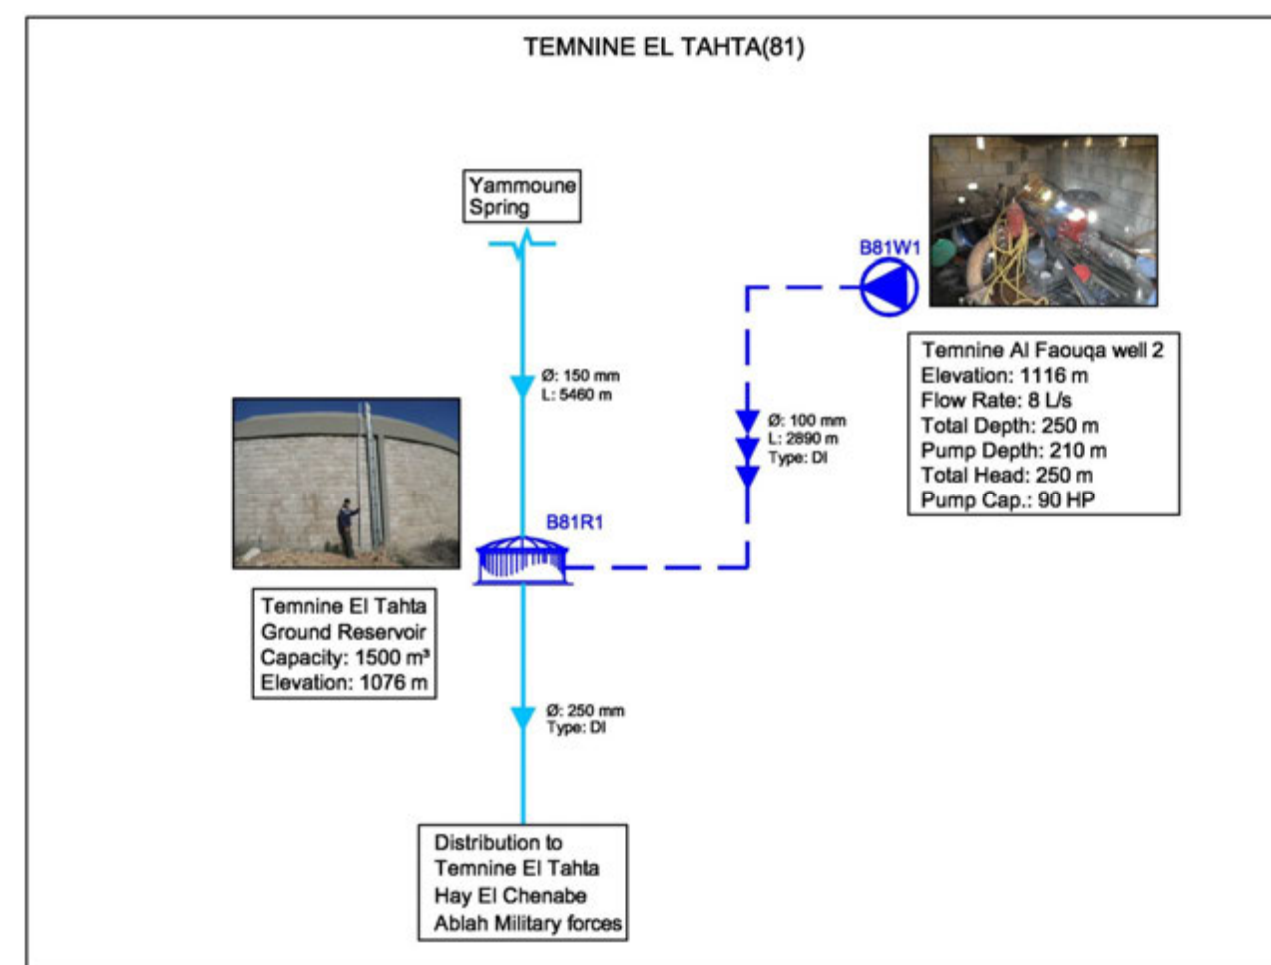 TEMNINE EL TAHTA(81)
Yammoune
Spring
B81W1
Temnine Al Faouqa well 2
Elevation: 1116 m
Flow Rate: 8 L/s
Total Depth: 250 m
Pump Depth: 210 m
Total Head: 250 m
Pump Cap.: 90 HP
Ø: 150 mm
L: 5460 m
Ø: 100 mm
L: 2890 m
Type: DI
B81R1
Temnine El Tahta
Ground Reservoir
Capacity: 1500 m³
Elevation: 1076 m
Ø: 250 mm
Type: DI
Distribution to
Temnine El Tahta
Hay El Chenabe
Ablah Military forces